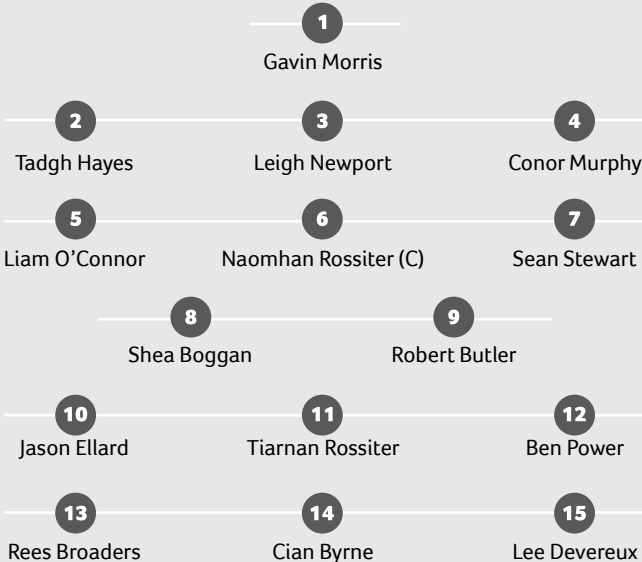 1
Gavin Morris
2 3 4
Tadgh Hayes Leigh Newport Conor Murphy
5 6 7
Liam O'Connor Naomhan Rossiter (C) Sean Stewart
8 9
Shea Boggan Robert Butler
10 11 12
Jason Ellard Tiarnan Rossiter Ben Power
13 14 15
Rees Broaders Cian Byrne Lee Devereux